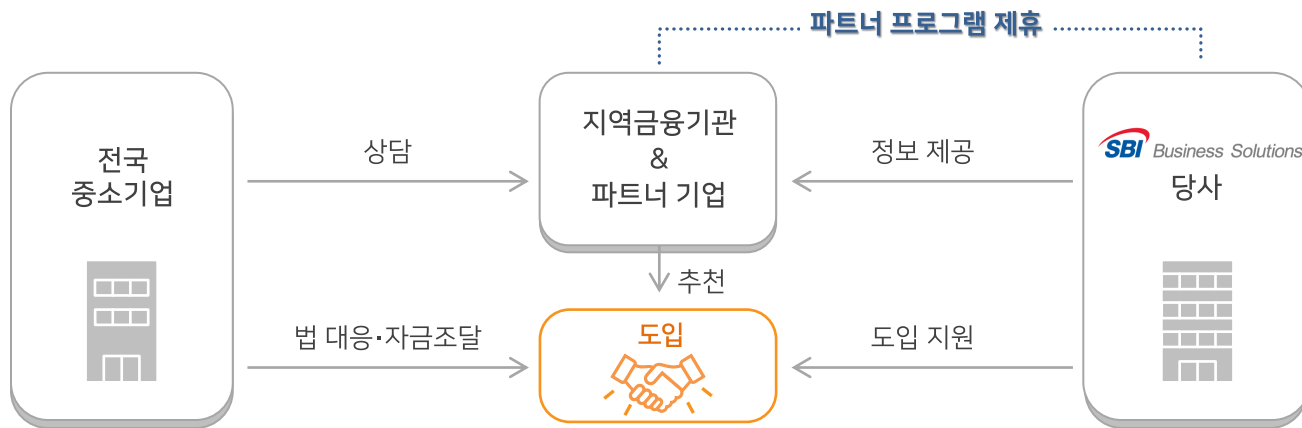 파트너 프로그램 제휴
전국
중소기업
상담
지역금융기관
&
파트너 기업
정보 제공
SBI Business Solutions
당사
추천
법 대응·자금조달
도입
도입 지원